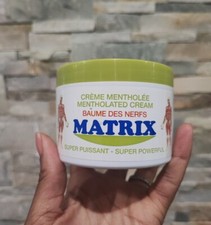 CRÈME MENTHOLÉE
MENTHOLATED CREAM
BAUME DES NERFS
MATRIX
SUPER PUISSANT - SUPER POWERFUL